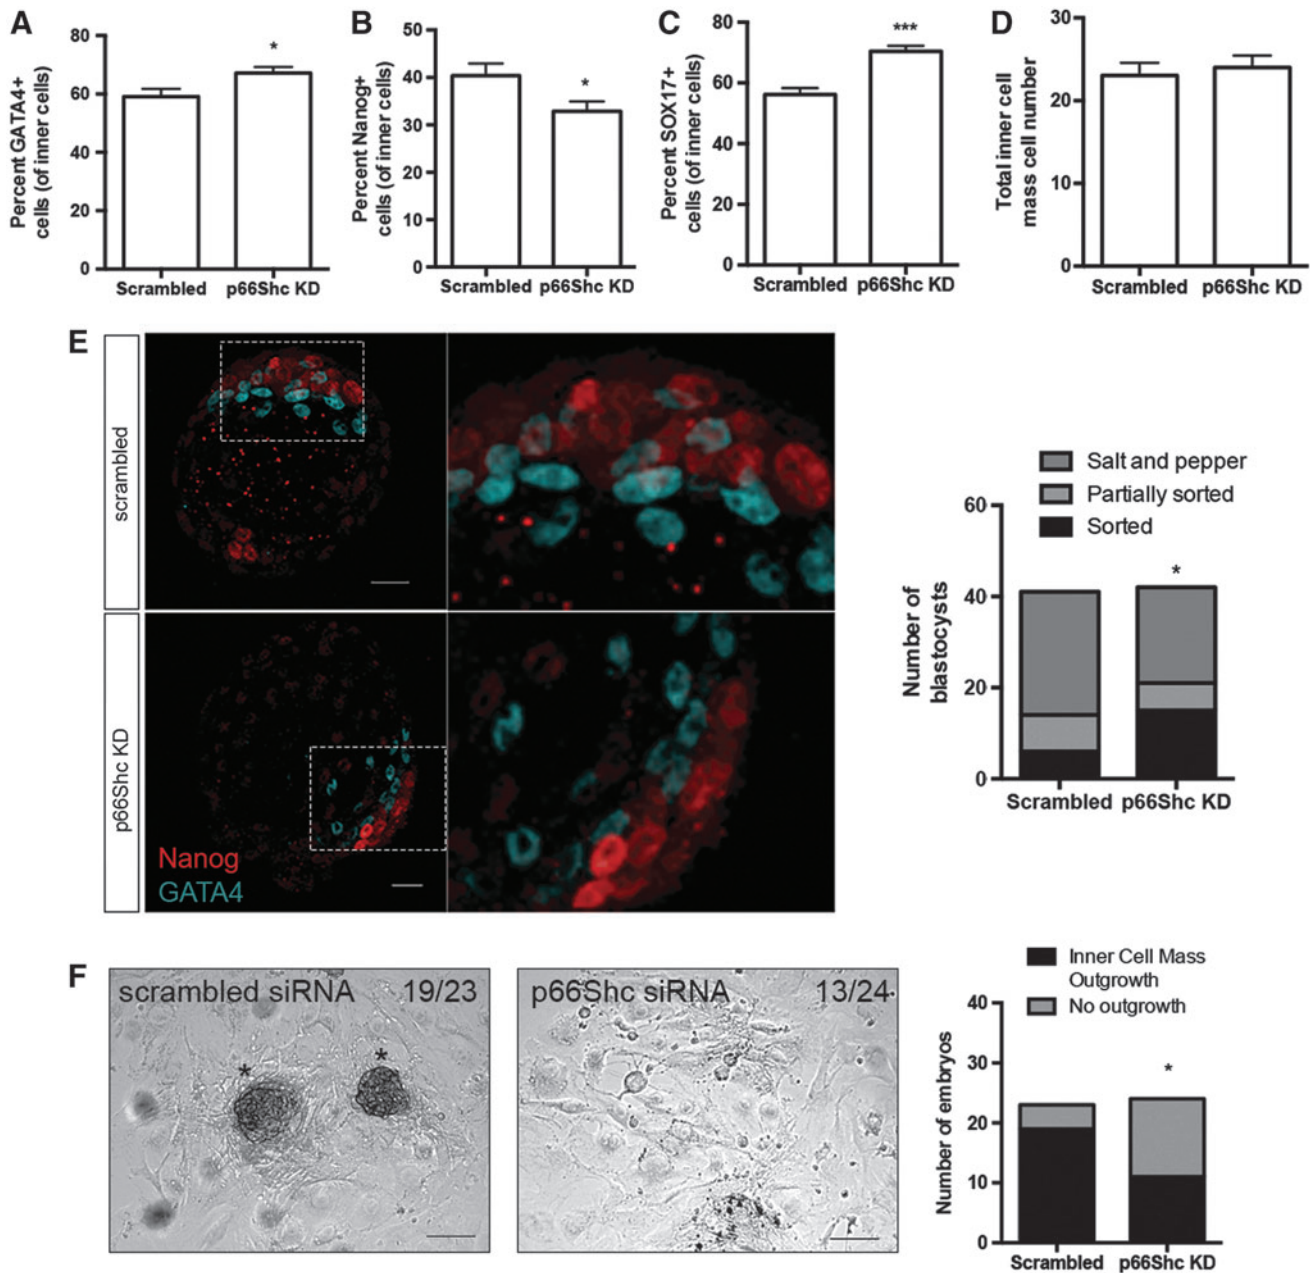 A
Percent GATA4+
cells (of inner cells)
80
60
40
20
0
*
Scrambled
p66Shc KD
B
Percent Nanog+
cells (of inner cells)
50
40
30
20
10
0
*
Scrambled
p66Shc KD
C
Percent SOX17+
cells (of inner cells)
80
60
40
20
0
***
Scrambled
p66Shc KD
D
Total inner cell
mass cell number
30
20
10
0
Scrambled
p66Shc KD
E
scrambled
p66Shc KD
Nanog
GATA4
Salt and pepper
Partially sorted
Sorted
Number of
blastocysts
60
40
20
0
*
Scrambled
p66Shc KD
F
scrambled siRNA 19/23
*
*
p66Shc siRNA 13/24
Inner Cell Mass
Outgrowth
No outgrowth
Number of embryos
40
30
20
10
0
*
Scrambled
p66Shc KD